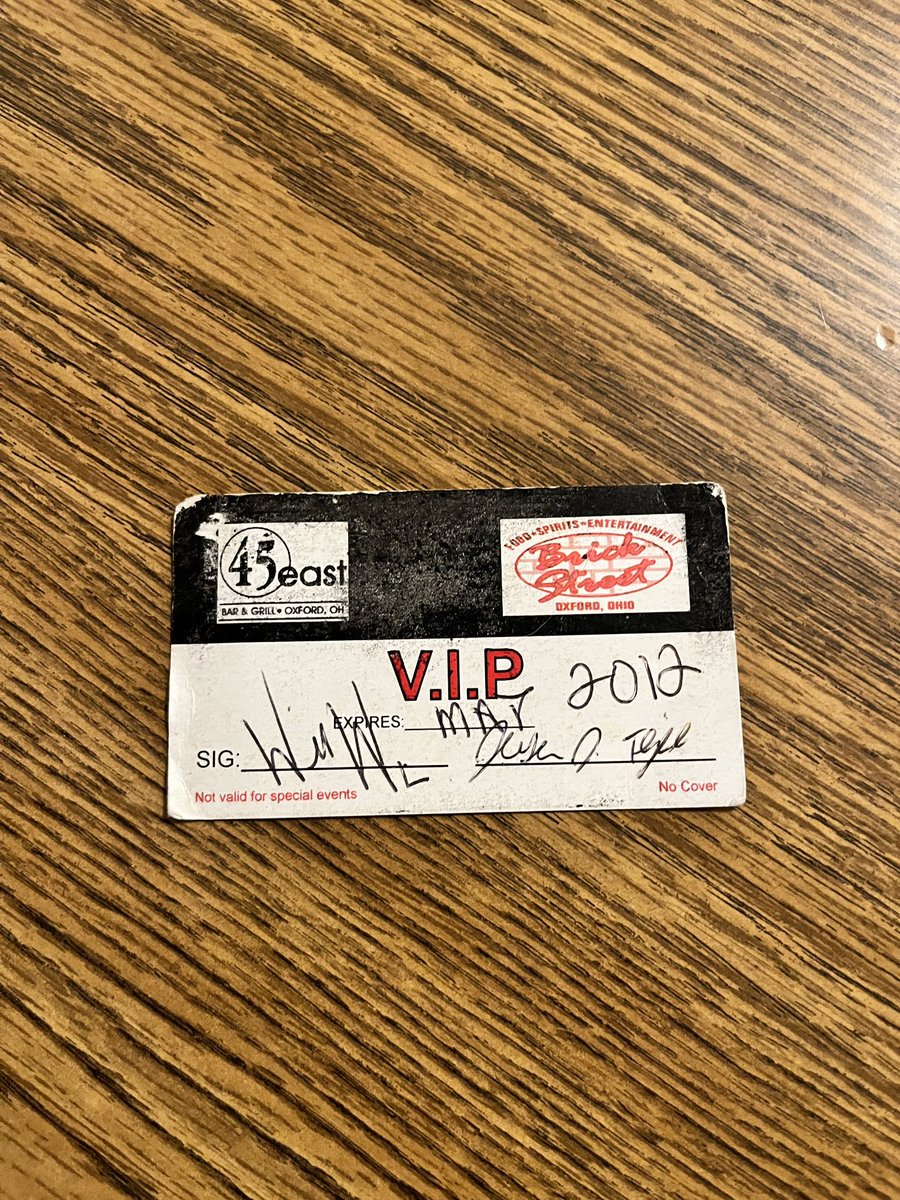 45east
BAR & GRILL • OXFORD, OH
FOOD•SPIRITS•ENTERTAINMENT
Brick
Street
OXFORD, OHIO
V.I.P
2012
EXPIRES: MAY
SIG:
Not valid for special events
No Cover